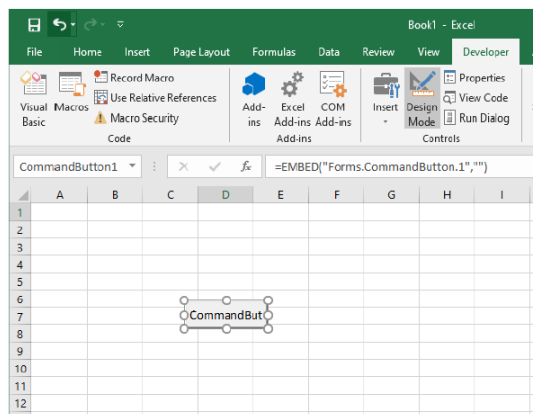 Book1 - Excel
File Home Insert Page Layout Formulas Data Review View Developer
Visual Basic
Macros
Record Macro
Use Relative References
Macro Security
Code
Add-ins
Excel Add-ins
COM Add-ins
Add-ins
Insert
Design Mode
Properties
View Code
Run Dialog
Controls
CommandButton1 fx =EMBED("Forms.CommandButton.1","")
A B C D E F G H I
1
2
3
4
5
6
7 CommandBut
8
9
10
11
12